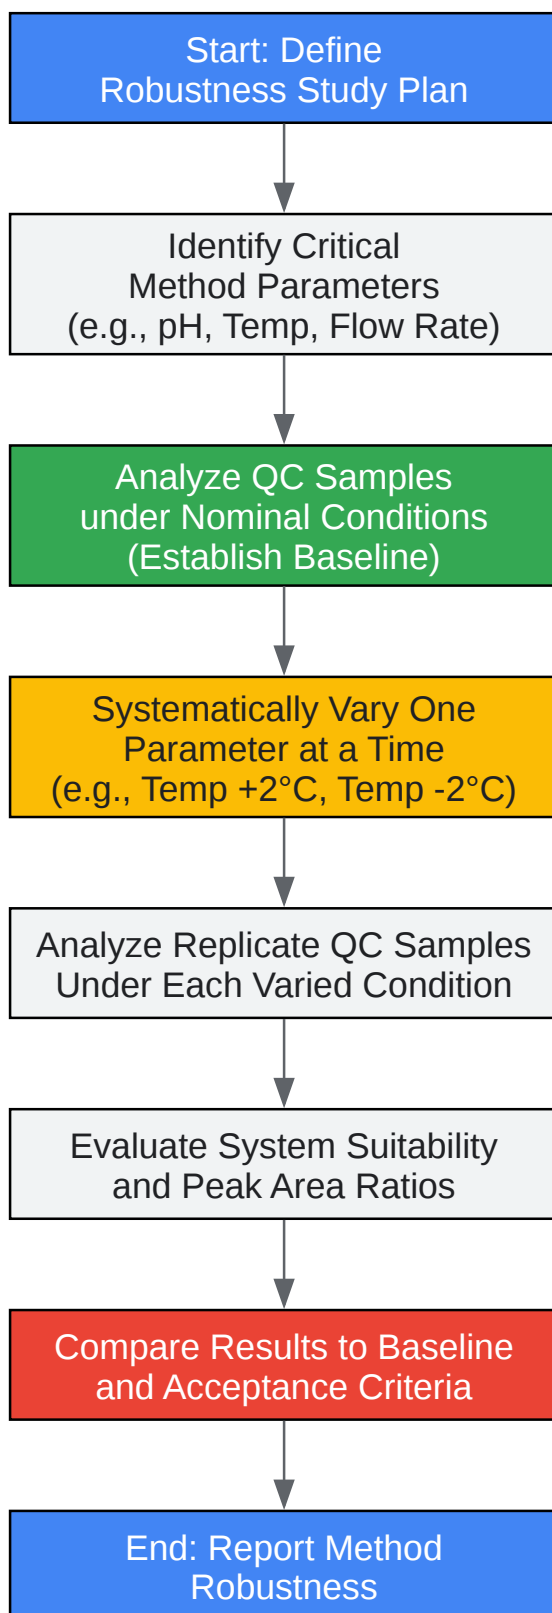 Start: Define
Robustness Study Plan
Identify Critical
Method Parameters
(e.g., pH, Temp, Flow Rate)
Analyze QC Samples
under Nominal Conditions
(Establish Baseline)
Systematically Vary One
Parameter at a Time
(e.g., Temp +2°C, Temp -2°C)
Analyze Replicate QC Samples
Under Each Varied Condition
Evaluate System Suitability
and Peak Area Ratios
Compare Results to Baseline
and Acceptance Criteria
End: Report Method
Robustness